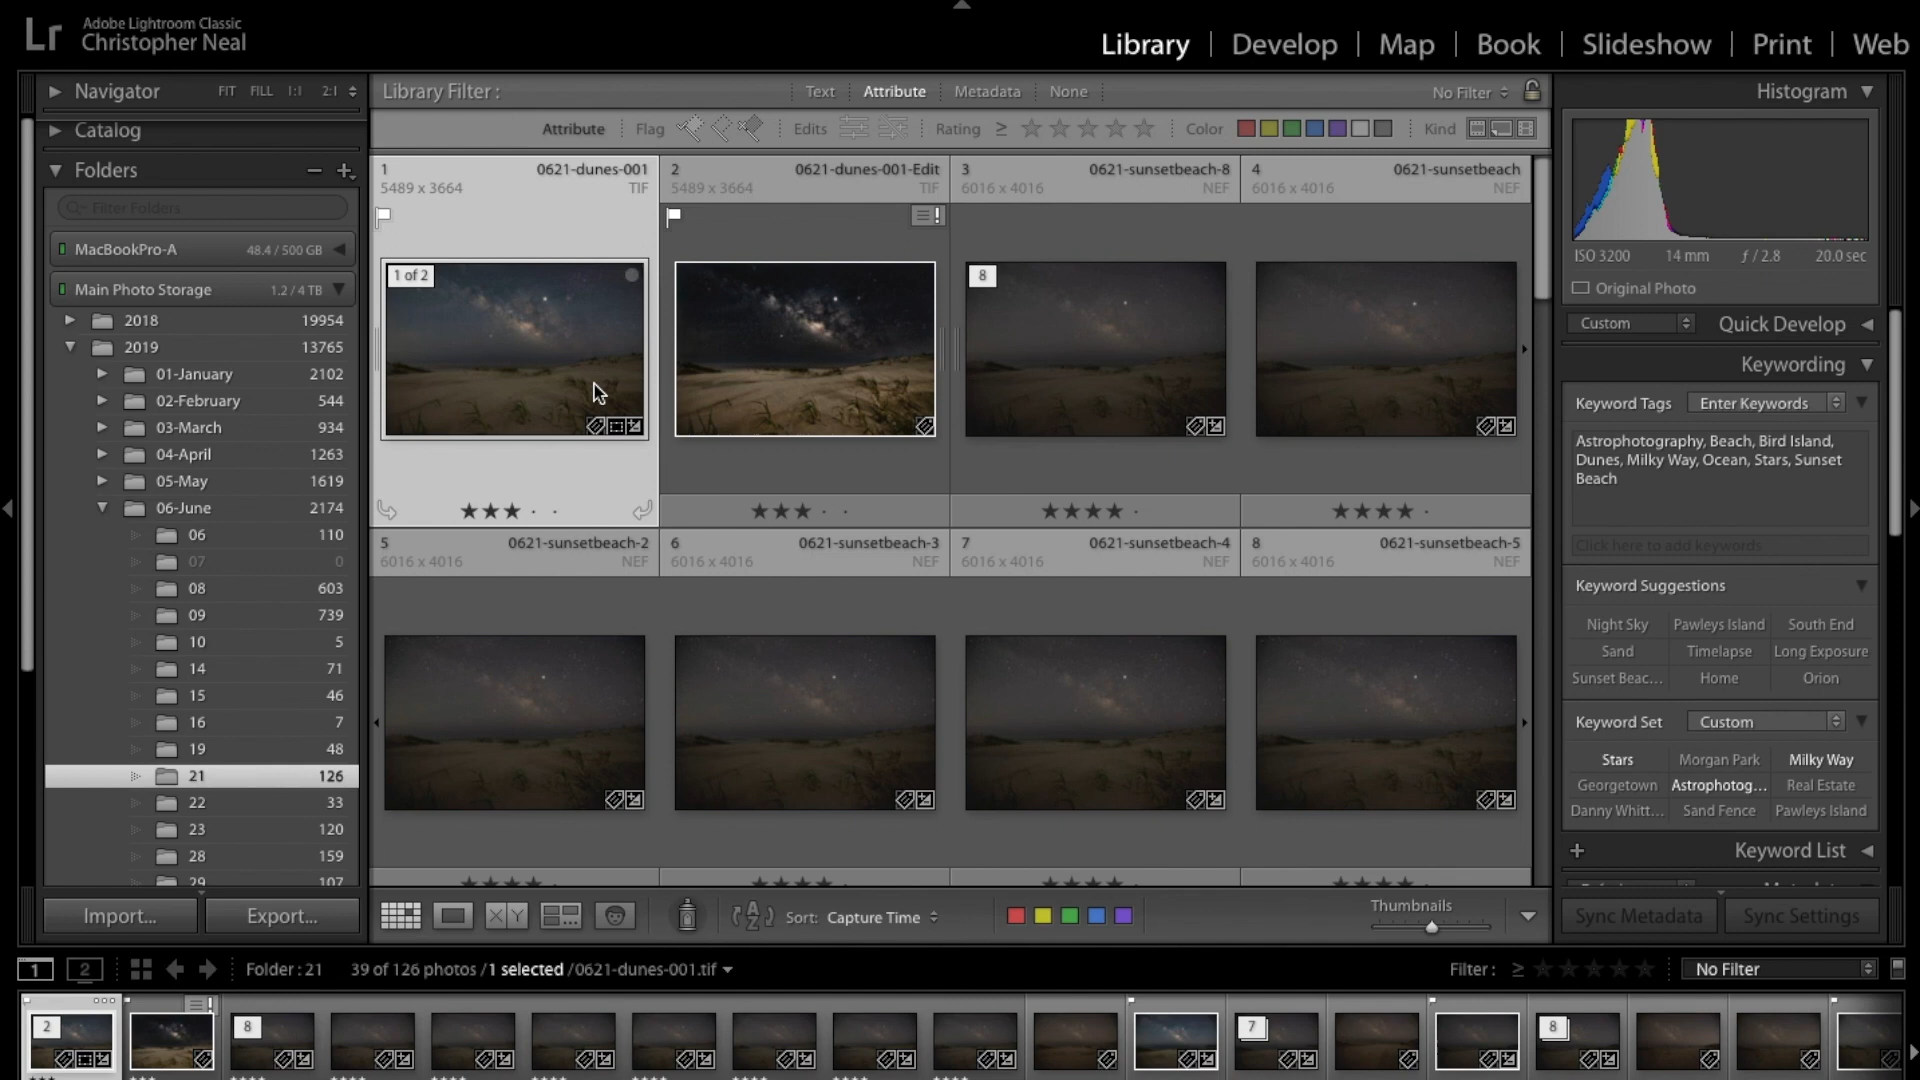 Lr Adobe Lightroom Classic
Christopher Neal
Library | Develop | Map | Book | Slideshow | Print | Web
Navigator FIT FILL 1:1 2:1
Catalog
Folders
Filter Folders
MacBookPro-A 48.4 / 500 GB
Main Photo Storage 1.2 / 4 TB
2018 19954
2019 13765
01-January 2102
02-February 544
03-March 934
04-April 1263
05-May 1619
06-June 2174
06 110
07 0
08 603
09 739
10 5
14 71
15 46
16 7
19 48
21 126
22 33
23 120
28 159
29 107
Import... Export...
Library Filter : Text Attribute Metadata None No Filter
Attribute Flag Edits Rating ≥ Color Kind
1 0621-dunes-001
5489 x 3664 TIF
1 of 2
2 0621-dunes-001-Edit
5489 x 3664 TIF
3 0621-sunsetbeach-8
6016 x 4016 NEF
8
4 0621-sunsetbeach
6016 x 4016 NEF
5 0621-sunsetbeach-2
6016 x 4016 NEF
6 0621-sunsetbeach-3
6016 x 4016 NEF
7 0621-sunsetbeach-4
6016 x 4016 NEF
8 0621-sunsetbeach-5
6016 x 4016 NEF
Sort: Capture Time Thumbnails
Histogram
ISO 3200 14 mm ƒ / 2.8 20.0 sec
Original Photo
Custom Quick Develop
Keywording
Keyword Tags Enter Keywords
Astrophotography, Beach, Bird Island,
Dunes, Milky Way, Ocean, Stars, Sunset
Beach
Click here to add keywords
Keyword Suggestions
Night Sky Pawleys Island South End
Sand Timelapse Long Exposure
Sunset Beac... Home Orion
Keyword Set Custom
Stars Morgan Park Milky Way
Georgetown Astrophotog... Real Estate
Danny Whitt... Sand Fence Pawleys Island
Keyword List
Sync Metadata Sync Settings
1 2 Folder : 21 39 of 126 photos / 1 selected / 0621-dunes-001.tif Filter : ≥ No Filter
2 8 7 8